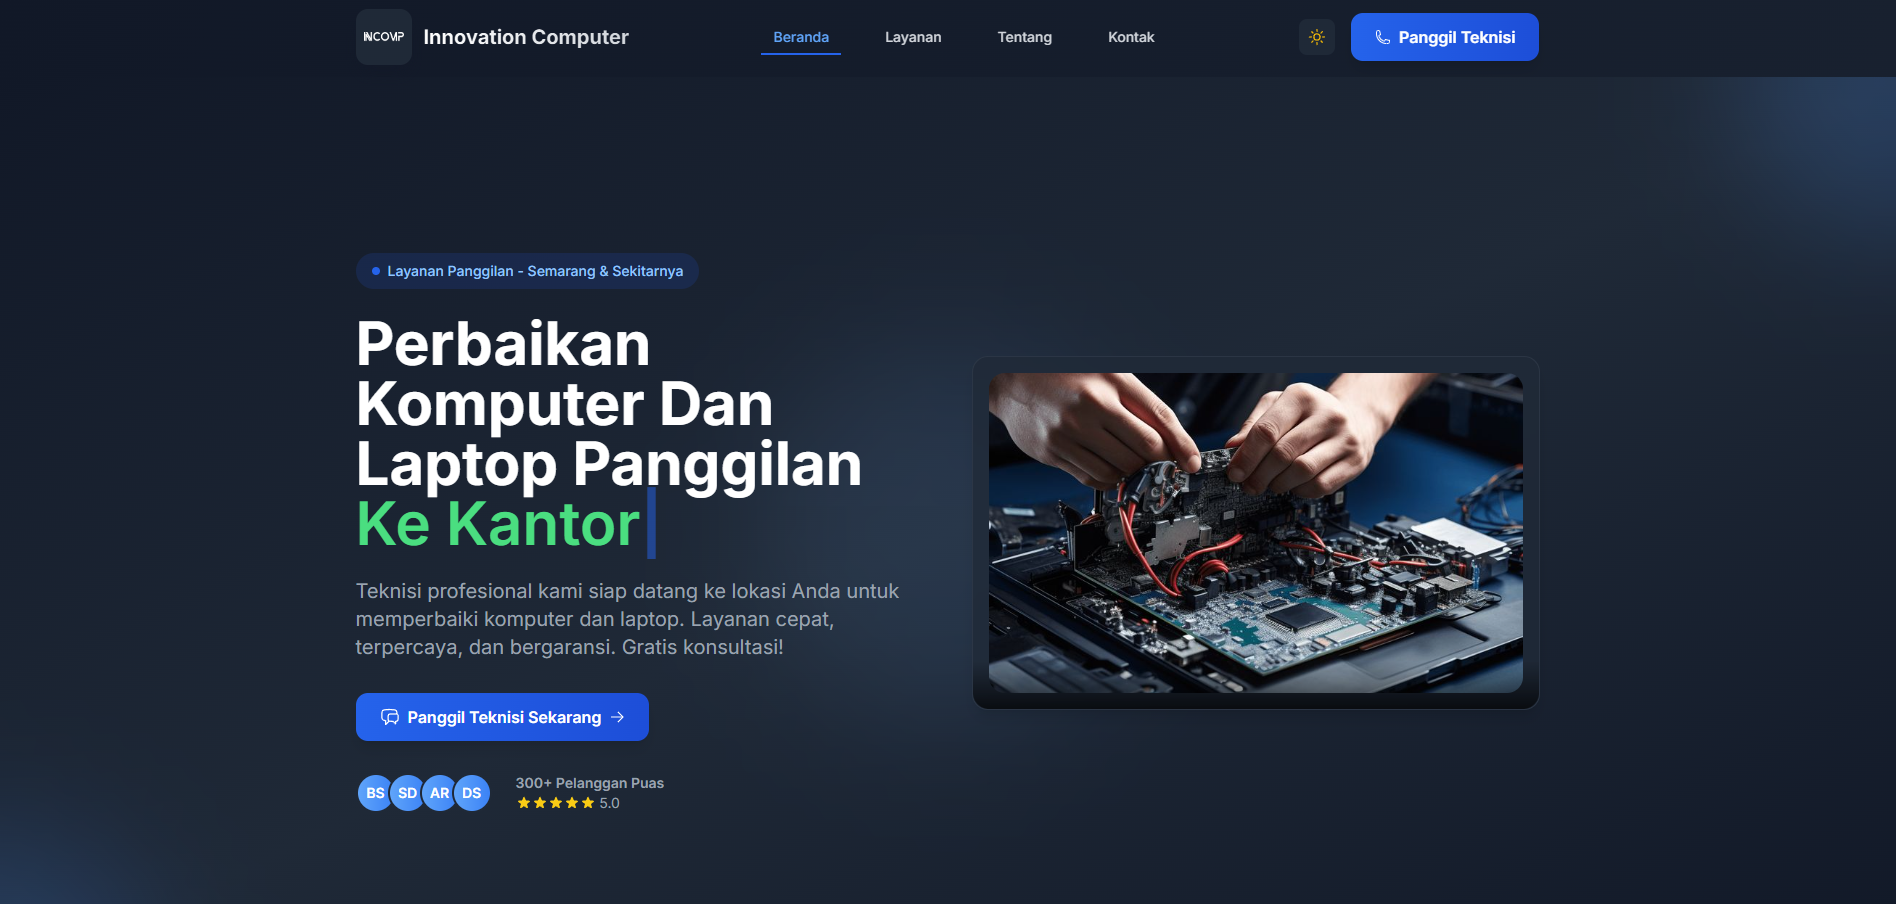 INCOMP
Innovation Computer
Beranda
Layanan
Tentang
Kontak
Panggil Teknisi
Layanan Panggilan - Semarang & Sekitarnya
Perbaikan
Komputer Dan
Laptop Panggilan
Ke Kantor
Teknisi profesional kami siap datang ke lokasi Anda untuk
memperbaiki komputer dan laptop. Layanan cepat,
terpercaya, dan bergaransi. Gratis konsultasi!
Panggil Teknisi Sekarang
BS SD AR DS
300+ Pelanggan Puas
5.0